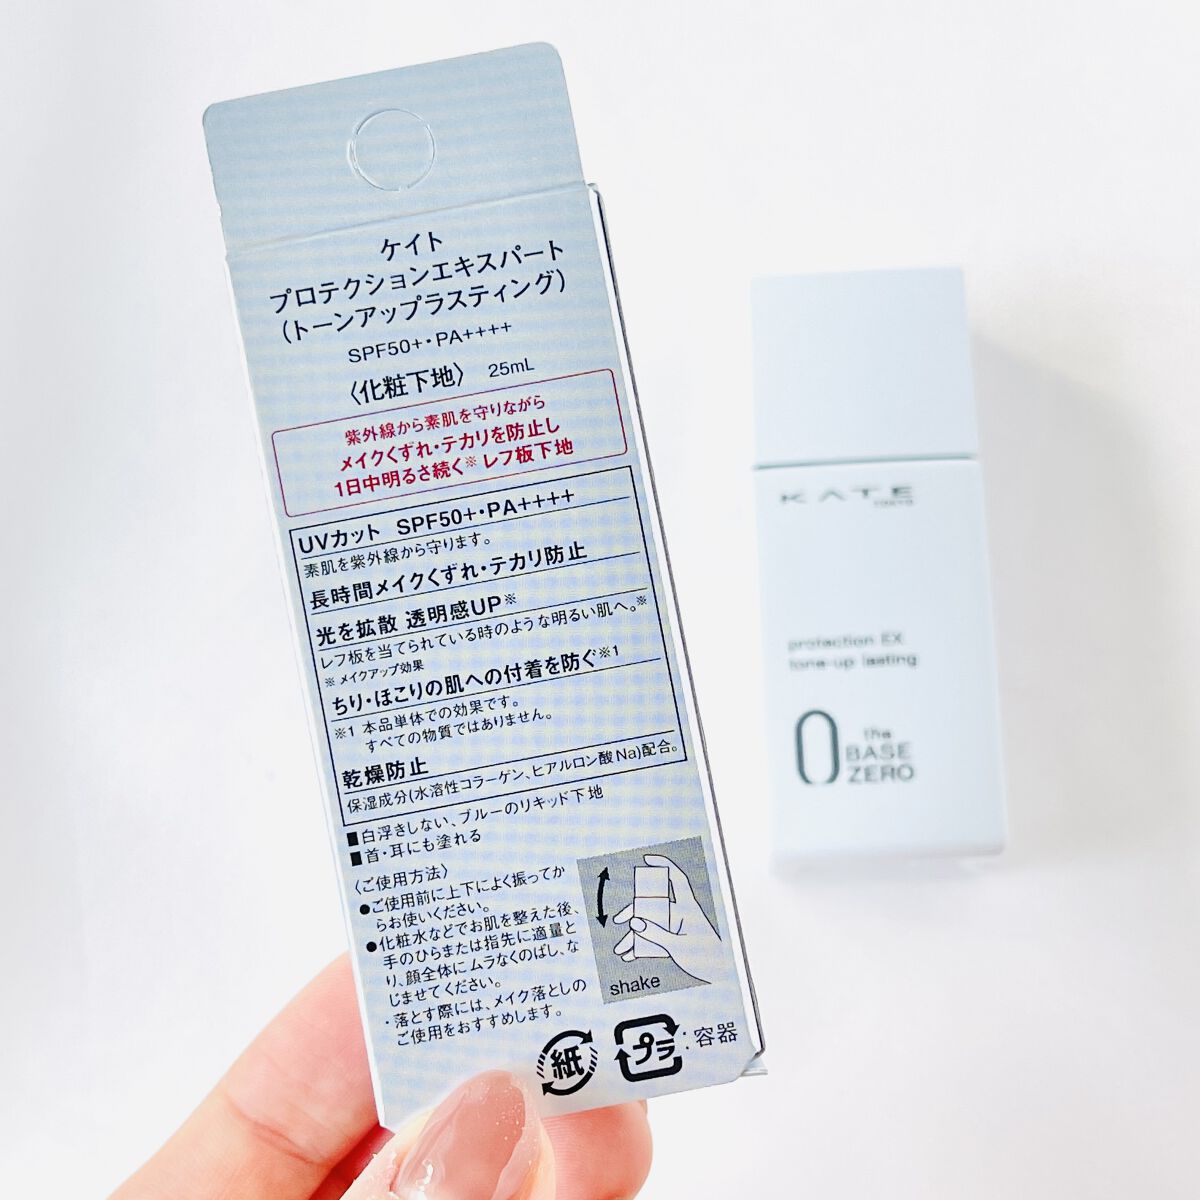 ケイト
プロテクションエキスパート
(トーンアップラスティング)
SPF50+・PA++++
〈化粧下地〉 25mL
紫外線から素肌を守りながら
メイクくずれ・テカリを防止し
1日中明るさ続く※レフ板下地
UVカット SPF50+・PA++++
素肌を紫外線から守ります。
長時間メイクくずれ・テカリ防止
光を拡散 透明感UP※
レフ板を当てられている時のような明るい肌へ。※
※ メイクアップ効果
ちり・ほこりの肌への付着を防ぐ※1
※1 本品単体での効果です。
すべての物質ではありません。
乾燥防止
保湿成分(水溶性コラーゲン、ヒアルロン酸Na)配合。
■白浮きしない、ブルーのリキッド下地
■首・耳にも塗れる
〈ご使用方法〉
●ご使用前に上下によく振ってか
らお使いください。
●化粧水などでお肌を整えた後、
手のひらまたは指先に適量と
り、顔全体にムラなくのばし、な
じませてください。
・落とす際には、メイク落としの
ご使用をおすすめします。
shake
紙 プラ :容器
KATE
TOKYO
protection EX
tone-up lasting
0 the
BASE
ZERO